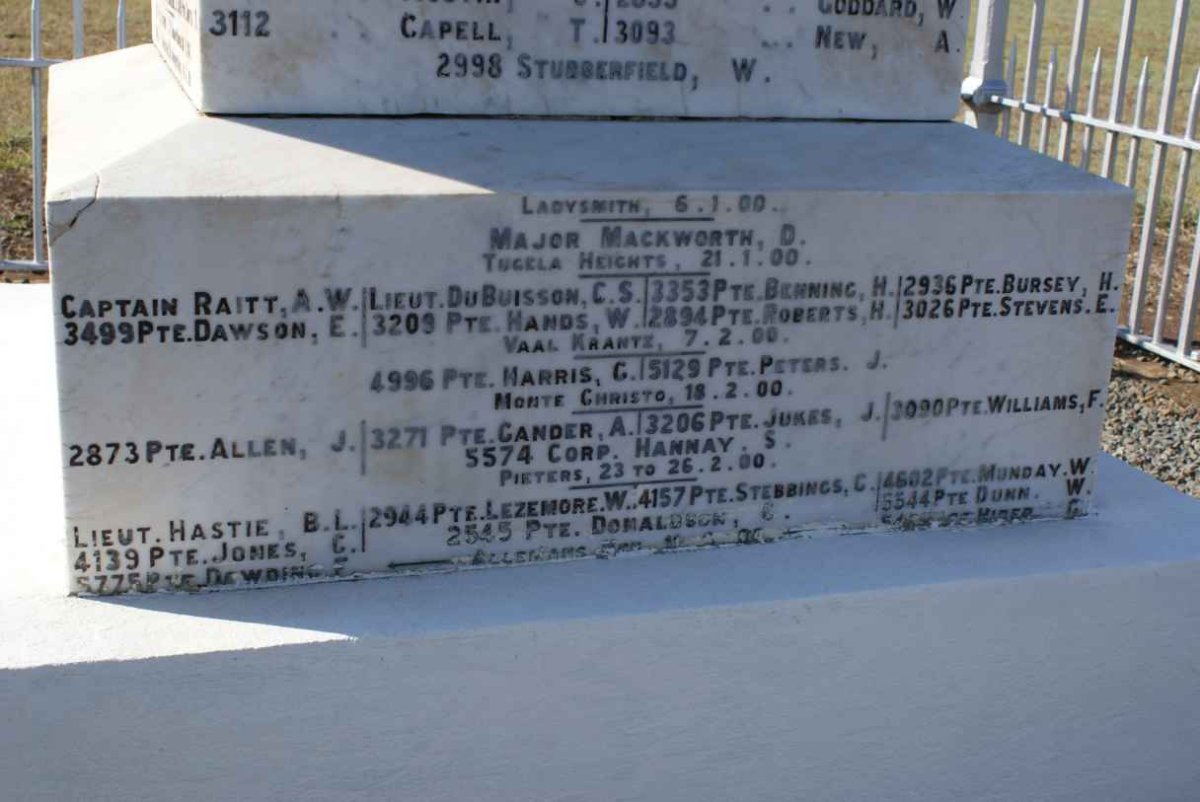 3112 .. CAPELL, T. 3093 .. NEW, A.
GODDARD, W
2998 STUBBERFIELD, W.
LADYSMITH, 6.1.00.
MAJOR MACKWORTH, D.
TUGELA HEIGHTS, 21.1.00.
CAPTAIN RAITT, A.W. LIEUT. DUBUISSON, C.S. 3353 PTE. BENNING, H. 2936 PTE. BURSEY, H.
3499 PTE. DAWSON, E. 3209 PTE. HANDS, W. 2894 PTE. ROBERTS, H. 3026 PTE. STEVENS. E.
VAAL KRANTZ, 7.2.00.
4996 PTE. HARRIS, G. 5129 PTE. PETERS. J.
MONTE CHRISTO, 18.2.00.
2873 PTE. ALLEN, J. 3271 PTE. GANDER, A. 3206 PTE. JUKES, J. 3090 PTE. WILLIAMS, F.
5574 CORP. HANNAY, S.
PIETERS, 23 TO 26.2.00.
LIEUT. HASTIE, B.L. 2944 PTE. LEZEMORE. W. 4157 PTE. STEBBINGS, C. 4602 PTE. MUNDAY. W.
4139 PTE. JONES, C. 2545 PTE. DONALDSON, 5544 PTE DUNN. W.
5775 PTE. DEWDING